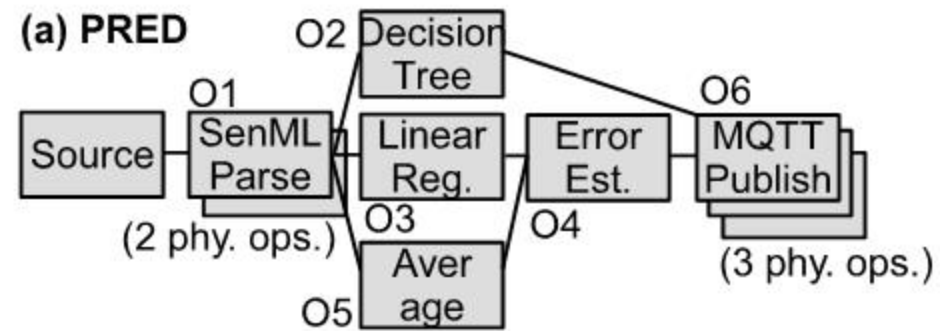 (a) PRED
O2
Decision
Tree
O1
O6
Source
SenML
Parse
Linear
Reg.
Error
Est.
MQTT
Publish
(2 phy. ops.)
O3
O4
(3 phy. ops.)
Aver
age
O5